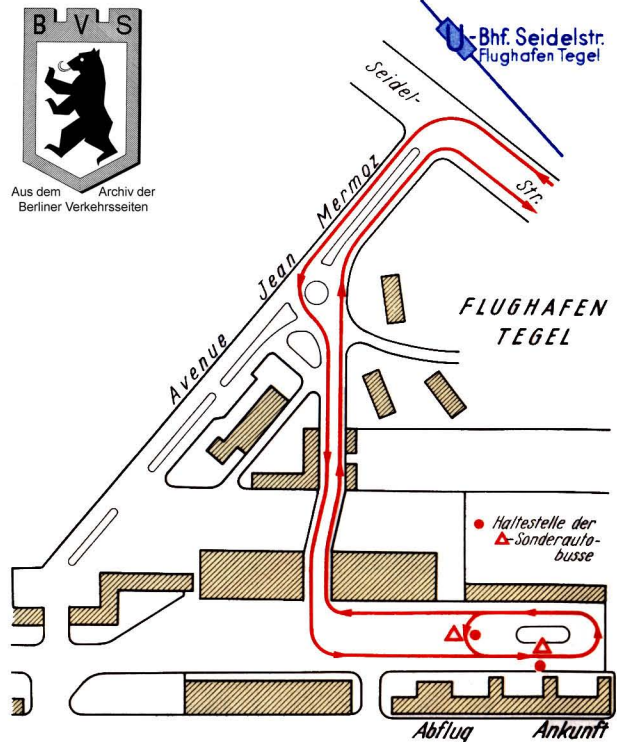 B V S
Aus dem Archiv der
Berliner Verkehrsseiten
U-Bhf. Seidelstr.
Flughafen Tegel
Seidel-
Str.
Avenue Jean Mermoz
FLUGHAFEN
TEGEL
Haltestelle der
△-Sonderauto-
busse
Abflug Ankunft